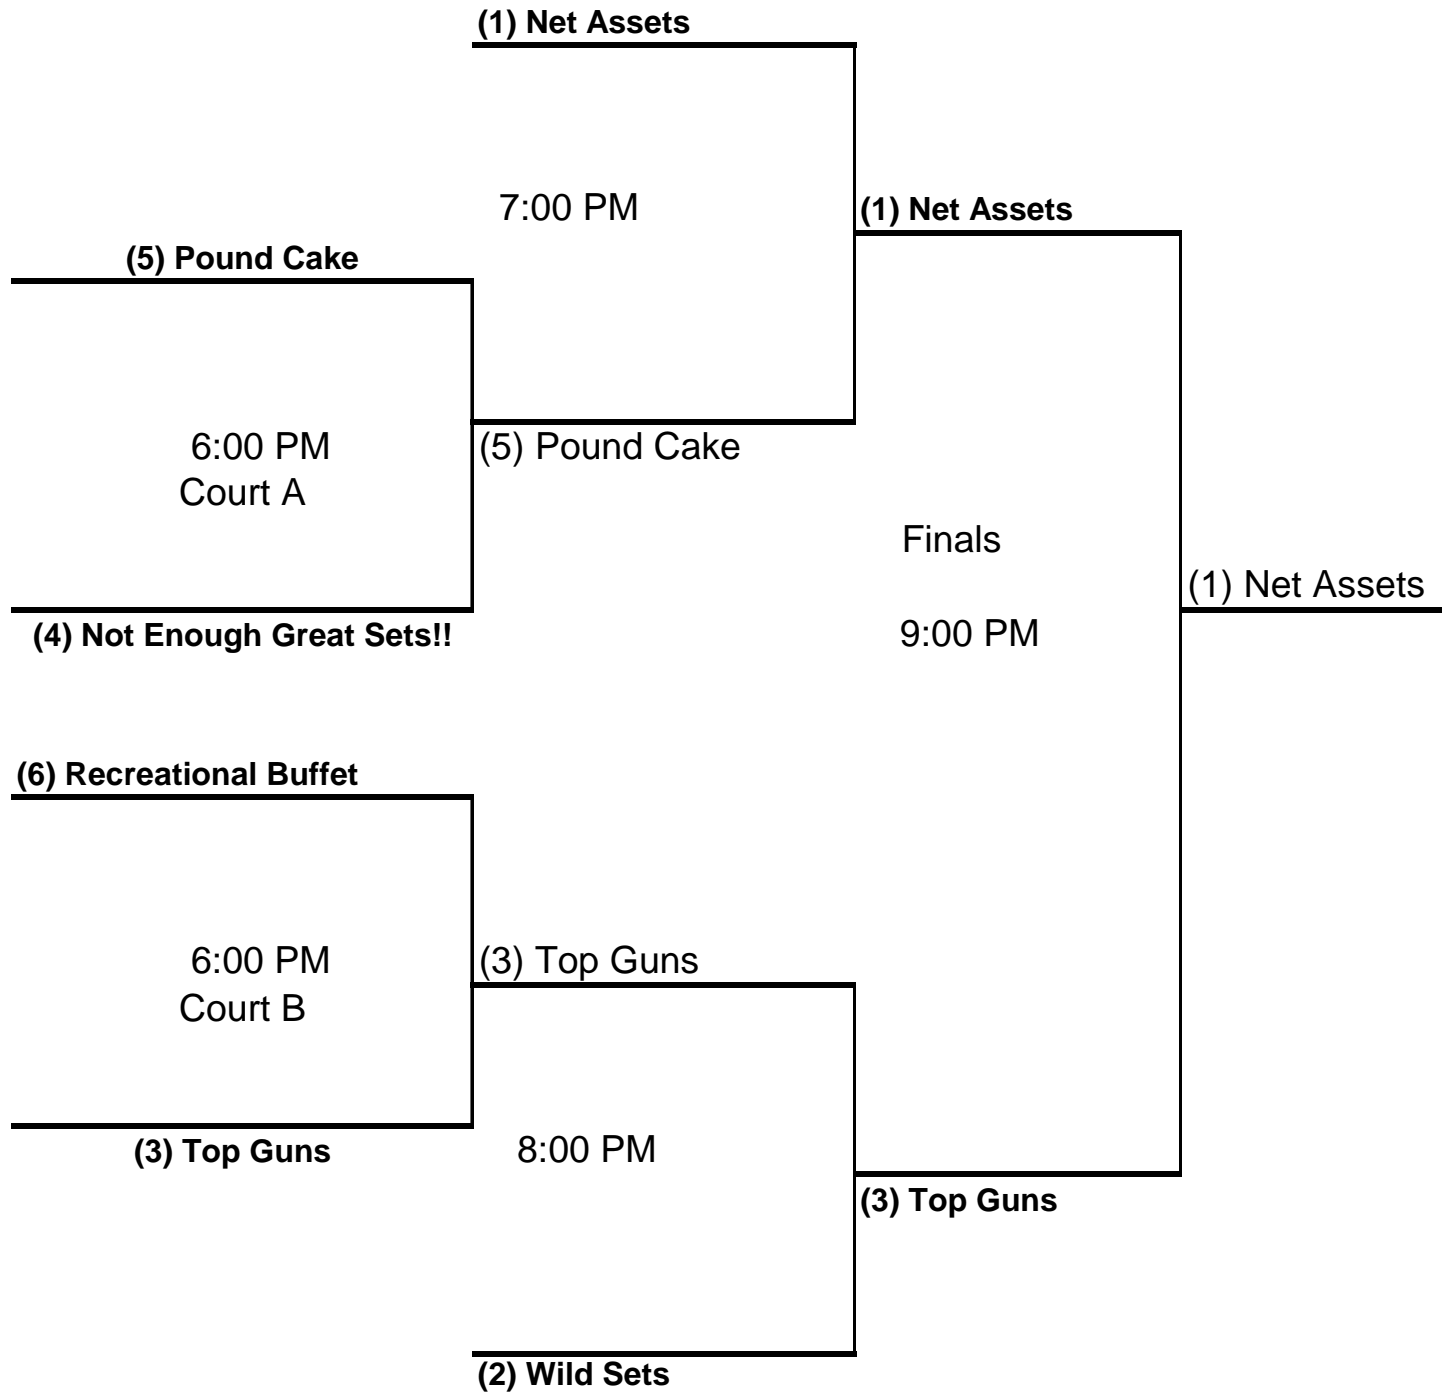 (1) Net Assets
7:00 PM
(1) Net Assets
(5) Pound Cake
6:00 PM
Court A
(5) Pound Cake
Finals
9:00 PM
(1) Net Assets
(4) Not Enough Great Sets!!
(6) Recreational Buffet
6:00 PM
Court B
(3) Top Guns
(3) Top Guns
8:00 PM
(3) Top Guns
(2) Wild Sets